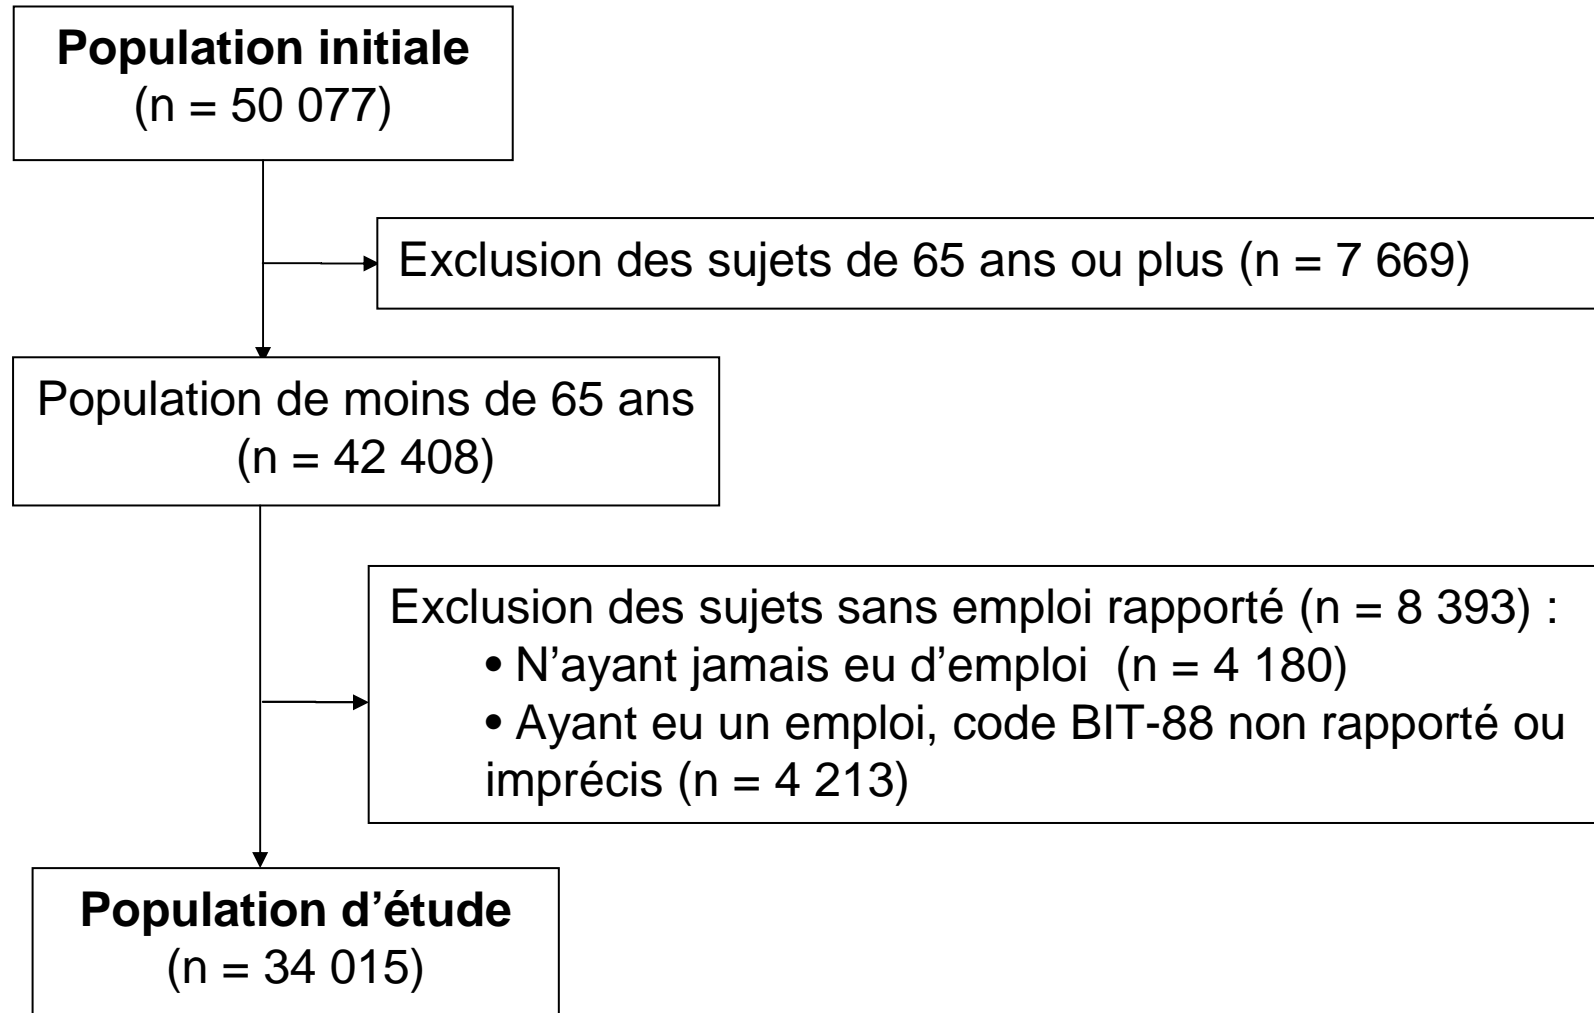 Population initiale
(n = 50 077)
Exclusion des sujets de 65 ans ou plus (n = 7 669)
Population de moins de 65 ans
(n = 42 408)
Exclusion des sujets sans emploi rapporté (n = 8 393) :
• N’ayant jamais eu d’emploi  (n = 4 180)
• Ayant eu un emploi, code BIT-88 non rapporté ou
imprécis (n = 4 213)
Population d’étude
(n = 34 015)